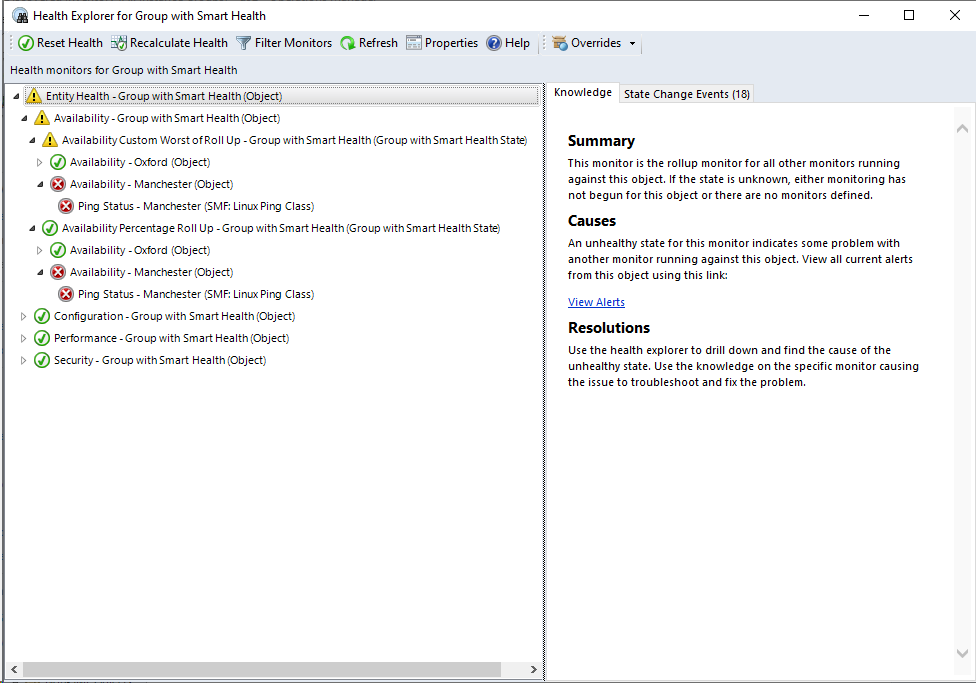 Health Explorer for Group with Smart Health
Reset Health Recalculate Health Filter Monitors Refresh Properties Help Overrides
Health monitors for Group with Smart Health
Entity Health - Group with Smart Health (Object)
Availability - Group with Smart Health (Object)
Availability Custom Worst of Roll Up - Group with Smart Health (Group with Smart Health State)
Availability - Oxford (Object)
Availability - Manchester (Object)
Ping Status - Manchester (SMF: Linux Ping Class)
Availability Percentage Roll Up - Group with Smart Health (Group with Smart Health State)
Availability - Oxford (Object)
Availability - Manchester (Object)
Ping Status - Manchester (SMF: Linux Ping Class)
Configuration - Group with Smart Health (Object)
Performance - Group with Smart Health (Object)
Security - Group with Smart Health (Object)
Knowledge State Change Events (18)
Summary
This monitor is the rollup monitor for all other monitors running
against this object. If the state is unknown, either monitoring has
not begun for this object or there are no monitors defined.
Causes
An unhealthy state for this monitor indicates some problem with
another monitor running against this object. View all current alerts
from this object using this link:
View Alerts
Resolutions
Use the health explorer to drill down and find the cause of the
unhealthy state. Use the knowledge on the specific monitor causing
the issue to troubleshoot and fix the problem.